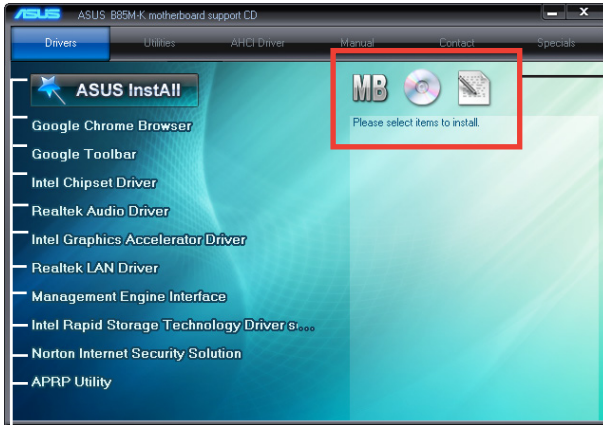 ASUS ASUS B85M-K motherboard support CD
Drivers Utilities AHCI Driver Manual Contact Specials
ASUS InstAll
MB
Please select items to install.
Google Chrome Browser
Google Toolbar
Intel Chipset Driver
Realtek Audio Driver
Intel Graphics Accelerator Driver
Realtek LAN Driver
Management Engine Interface
Intel Rapid Storage Technology Driver s...
Norton Internet Security Solution
APRP Utility